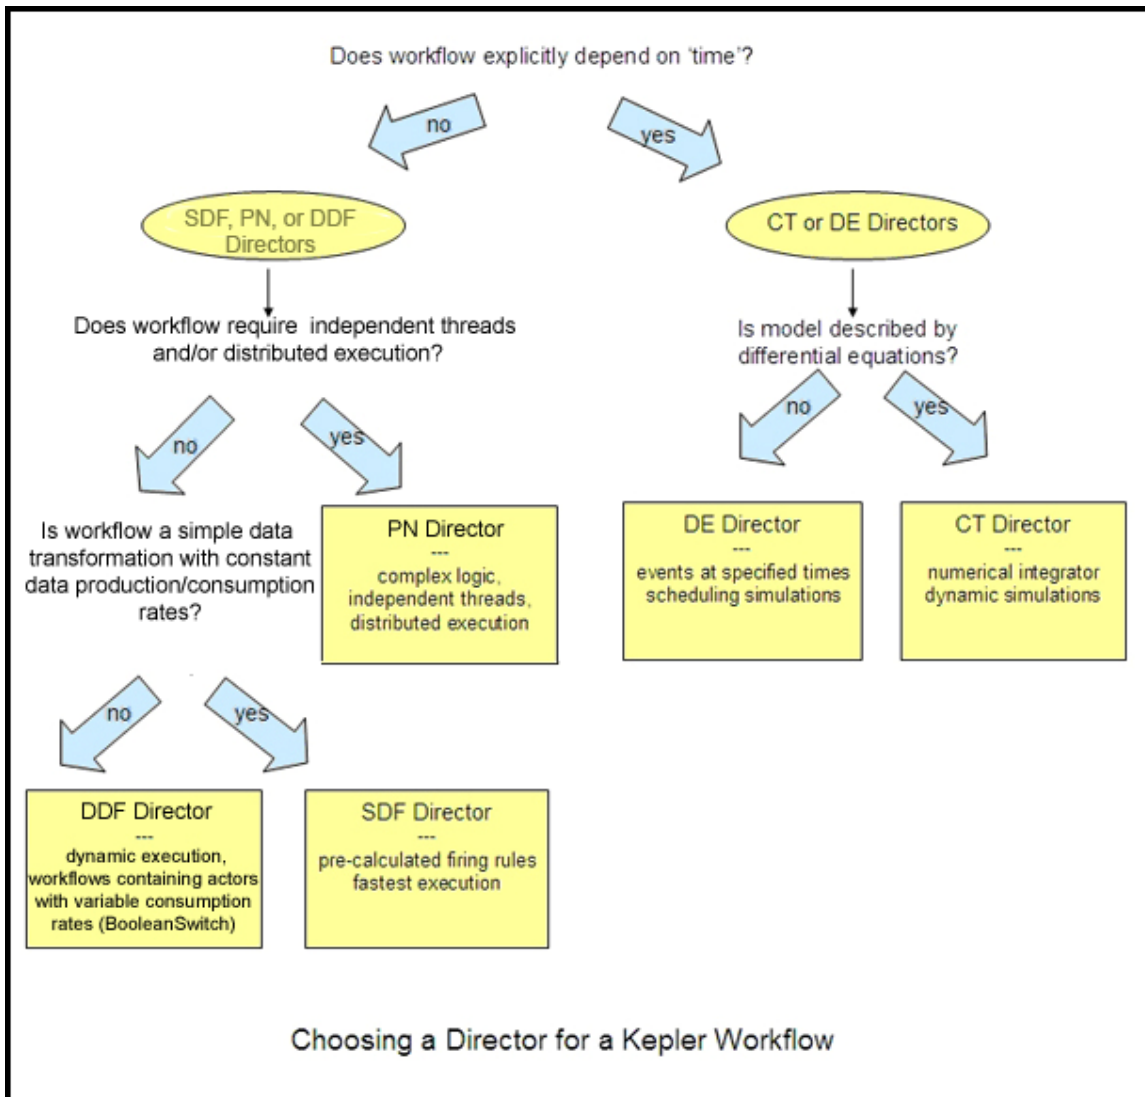 Does workflow explicitly depend on 'time'?
no
yes
SDF, PN, or DDF
Directors
CT or DE Directors
Does workflow require independent threads
and/or distributed execution?
Is model described by
differential equations?
no
yes
no
yes
Is workflow a simple data
transformation with constant
data production/consumption
rates?
PN Director
---
complex logic,
independent threads,
distributed execution
DE Director
---
events at specified times
scheduling simulations
CT Director
---
numerical integrator
dynamic simulations
no
yes
DDF Director
---
dynamic execution,
workflows containing actors
with variable consumption
rates (BooleanSwitch)
SDF Director
---
pre-calculated firing rules
fastest execution
Choosing a Director for a Kepler Workflow